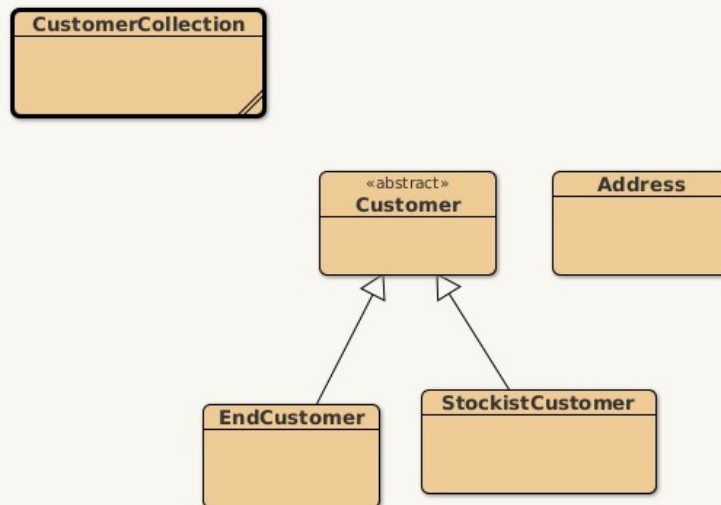 CustomerCollection
«abstract»
Customer
Address
EndCustomer
StockistCustomer